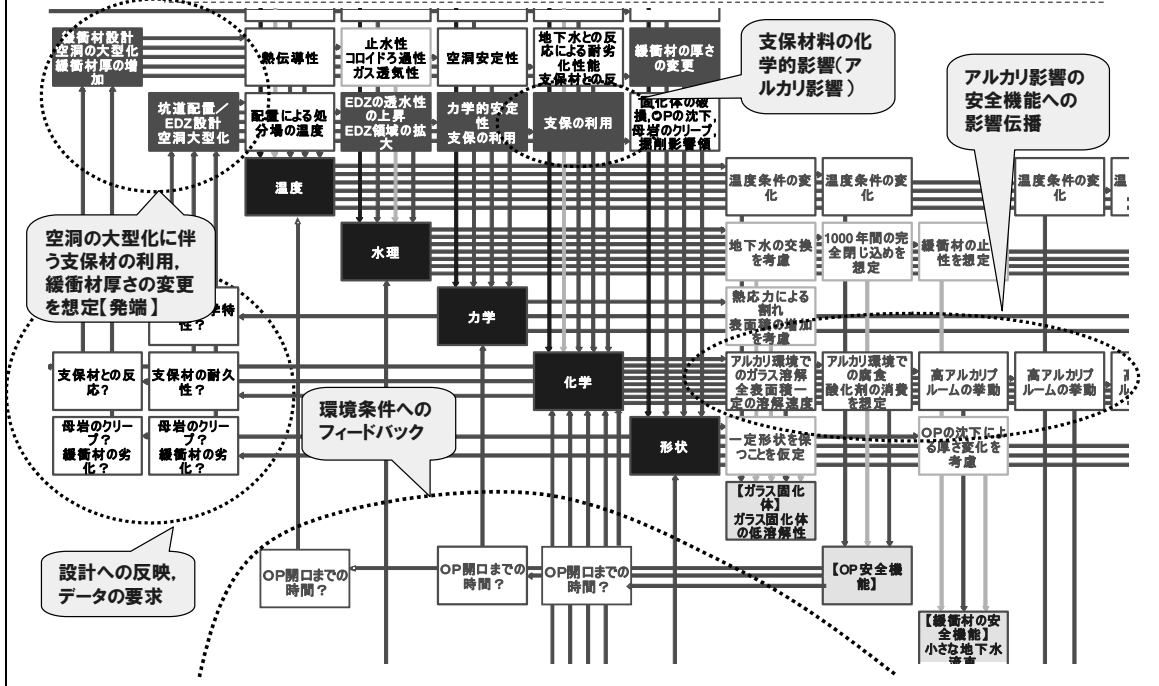 緩衝材設計
空洞の大型化
緩衝材厚の増
加
熱伝導性
止水性
コロイドろ過性
ガス透気性
空洞安定性
地下水との反
応による耐劣
化性能
支保材との反
緩衝材の厚さ
の変更
支保材料の化
学的影響(ア
ルカリ影響)
アルカリ影響の
安全機能への
影響伝播
坑道配置/
EDZ設計
空洞大型化
配置による処
分場の温度
EDZの透水性
の上昇
EDZ領域の拡
大
力学的安定
性
支保の利用
支保の利用
固化体の破
損,OPの沈下,
母岩のクリープ,
掘削影響領
温度
温度条件の変
化
温度条件の変
化
温度条件の変
化
温
空洞の大型化に伴
う支保材の利用,
緩衝材厚さの変更
を想定【発端】
水理
地下水の交換
を考慮
1000年間の完
全閉じ込めを
想定
緩衝材の止
性を想定
学特
性?
力学
熱応力による
割れ
表面積の増加
を考慮
支保材との反
応?
支保材の耐久
性?
化学
アルカリ環境で
のガラス溶解
全表面積一
定の溶解速度
アルカリ環境で
の腐食
酸化剤の消費
を想定
高アルカリプ
ルームの挙動
高アルカリプ
ルームの挙動
環境条件への
フィードバック
母岩のクリー
プ?
緩衝材の劣
化?
母岩のクリー
プ?
緩衝材の劣
化?
形状
一定形状を保
つことを仮定
OPの沈下によ
る厚さ変化を
考慮
【ガラス固化
体】
ガラス固化体
の低溶解性
設計への反映,
データの要求
OP開口までの
時間?
OP開口までの
時間?
OP開口までの
時間?
【OP安全機
能】
【緩衝材の安
全機能】
小さな地下水
流束